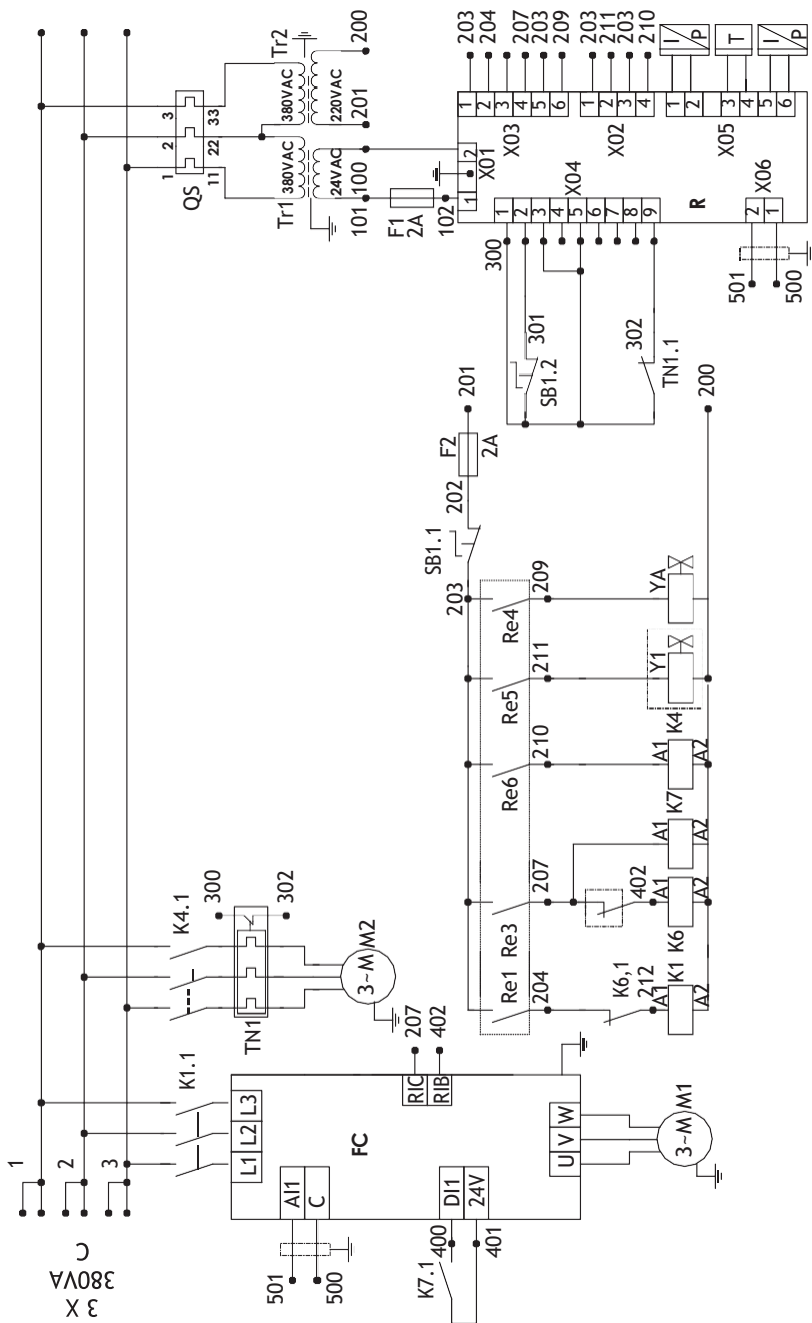 3 X
380VA
C
1
2
3
K1.1
K4.1
300
302
TN1
3~M M2
QS
1
2
3
11
22
33
Tr1
380VAC
24VAC
Tr2
380VAC
220VAC
200
201
100
101
F1
2A
102
L1
L2
L3
FC
AI1
C
501
500
RIC
RIB
207
402
DI1
24V
400
401
K7.1
U
V
W
3~M M1
203
SB1.1
202
F2
2A
201
Re1
Re3
Re6
Re5
Re4
204
207
210
211
209
K6,1
212
402
K1
A1
A2
K6
A1
A2
K7
A1
A2
K4
A1
A2
Y1
YA
200
X01
1
2
X03
1
2
3
4
5
6
203
204
203
207
203
209
X02
1
2
3
4
203
211
203
210
X05
1
2
3
4
5
6
I
P
T
I
P
X04
1
2
3
4
5
6
7
8
9
R
X06
2
1
501
500
300
301
SB1.2
302
TN1.1